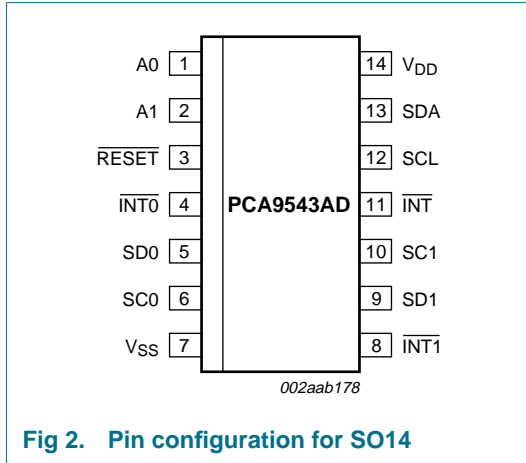 A0 1 14 VDD
A1 2 13 SDA
RESET 3 12 SCL
INT0 4 PCA9543AD 11 INT
SD0 5 10 SC1
SC0 6 9 SD1
VSS 7 8 INT1
002aab178
Fig 2. Pin configuration for SO14